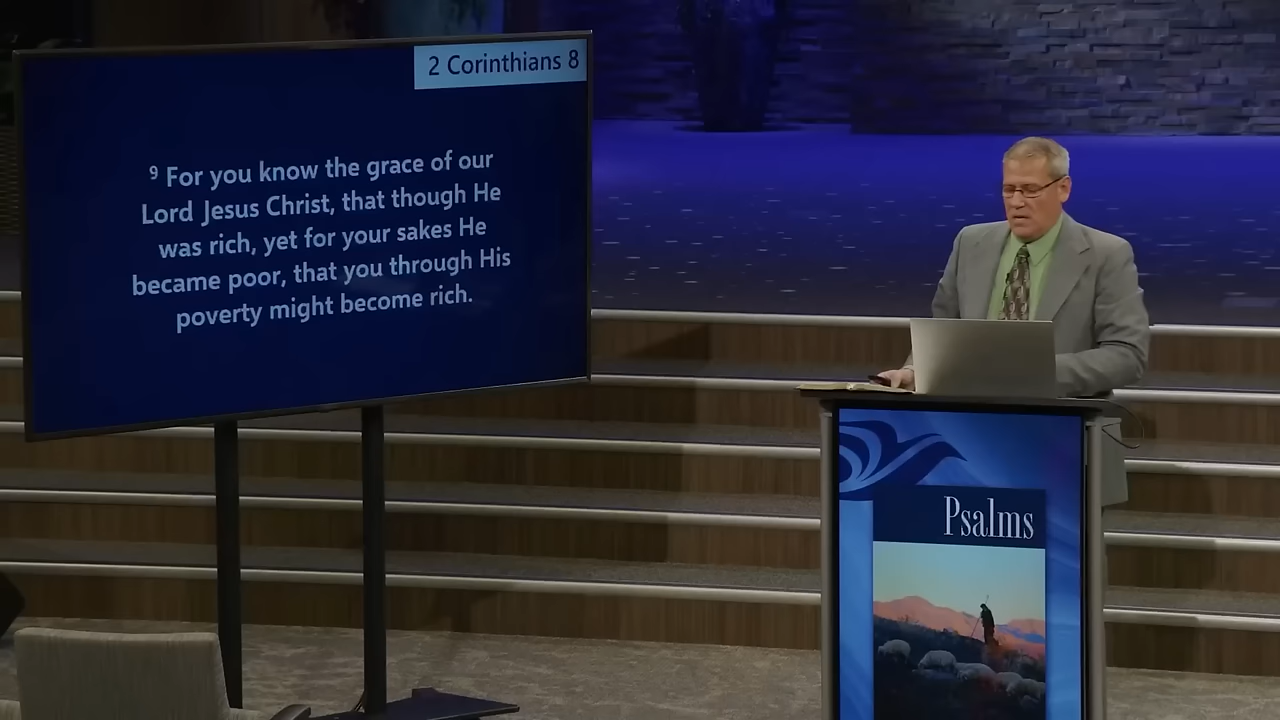 2 Corinthians 8
9 For you know the grace of our
Lord Jesus Christ, that though He
was rich, yet for your sakes He
became poor, that you through His
poverty might become rich.
Psalms